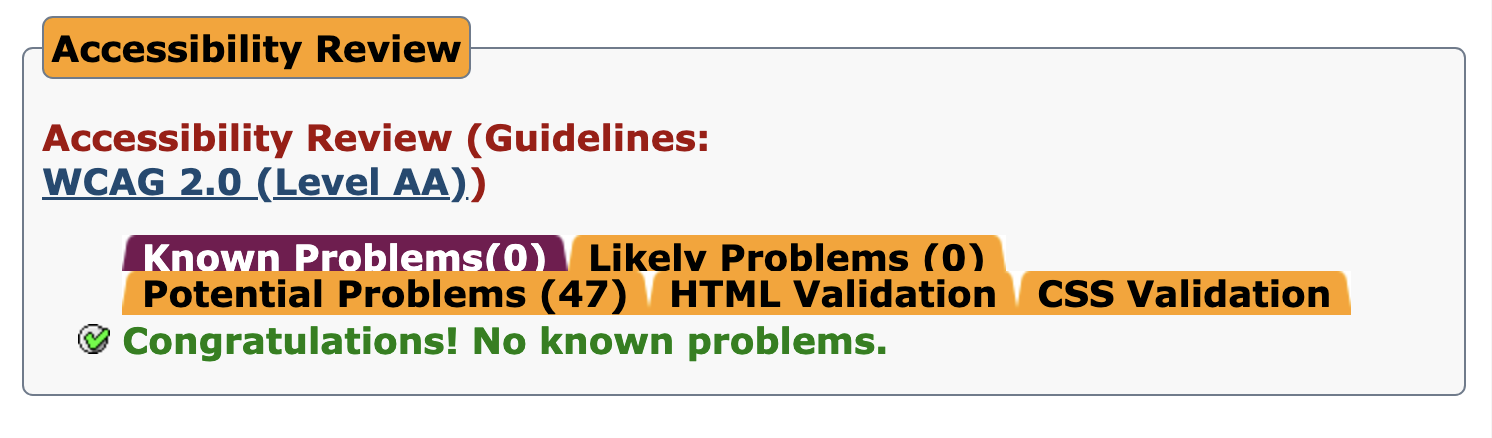 Accessibility Review
Accessibility Review (Guidelines:
WCAG 2.0 (Level AA))
Known Problems(0) Likely Problems (0)
Potential Problems (47) HTML Validation CSS Validation
Congratulations! No known problems.